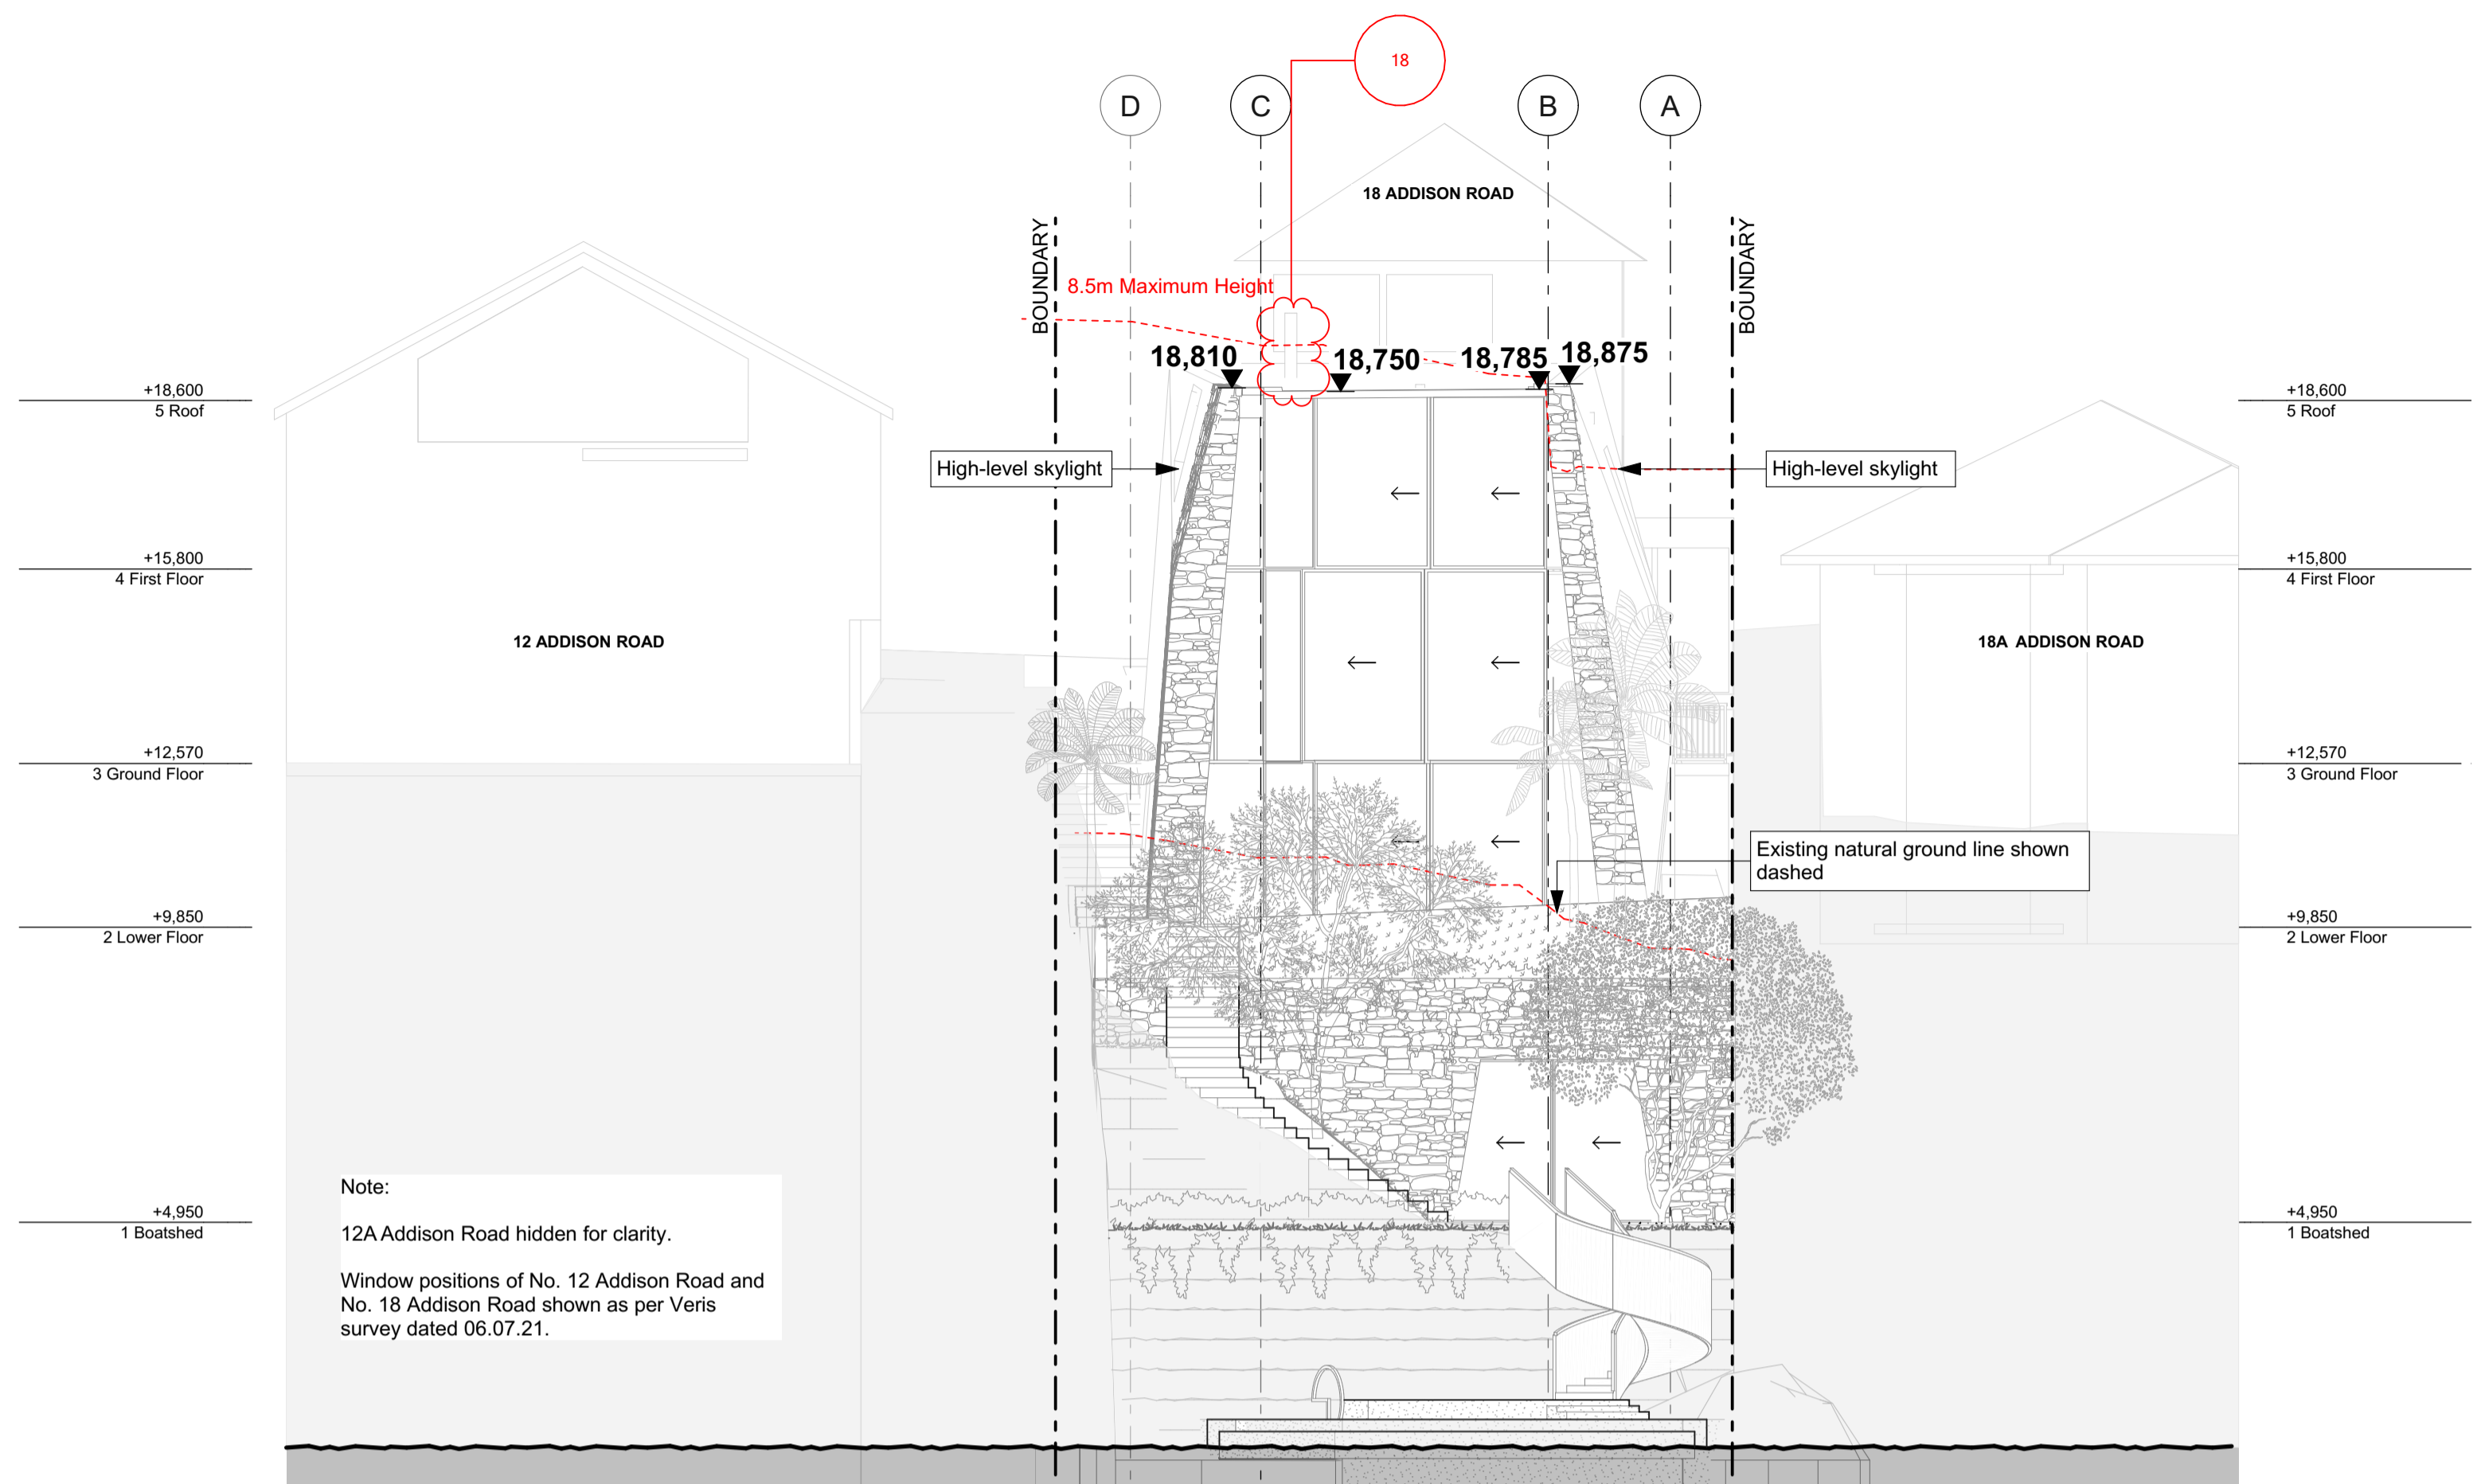 18
D
C
B
A
18 ADDISON ROAD
BOUNDARY
BOUNDARY
8.5m Maximum Height
18,810
18,750
18,785
18,875
+18,600
5 Roof
+18,600
5 Roof
High-level skylight
High-level skylight
+15,800
4 First Floor
+15,800
4 First Floor
12 ADDISON ROAD
18A ADDISON ROAD
+12,570
3 Ground Floor
+12,570
3 Ground Floor
Existing natural ground line shown
dashed
+9,850
2 Lower Floor
+9,850
2 Lower Floor
Note:
12A Addison Road hidden for clarity.
Window positions of No. 12 Addison Road and
No. 18 Addison Road shown as per Veris
survey dated 06.07.21.
+4,950
1 Boatshed
+4,950
1 Boatshed